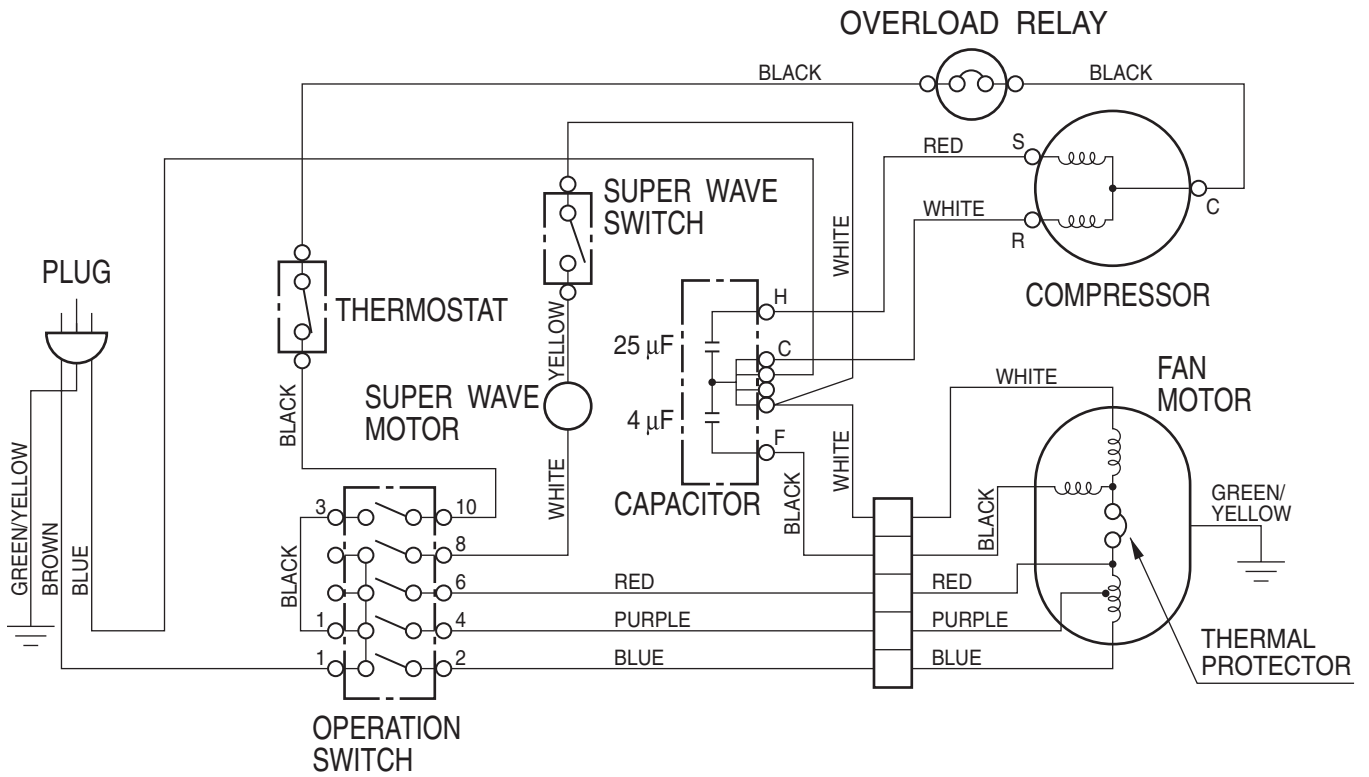 OVERLOAD RELAY
BLACK
BLACK
RED
S
WHITE
R
C
COMPRESSOR
SUPER WAVE
SWITCH
WHITE
PLUG
THERMOSTAT
YELLOW
H
25 µF
C
4 µF
F
CAPACITOR
SUPER WAVE
MOTOR
BLACK
WHITE
WHITE
BLACK
WHITE
FAN
MOTOR
BLACK
GREEN/
YELLOW
GREEN/YELLOW
BROWN
BLUE
BLACK
3
10
8
6
RED
RED
1
4
PURPLE
PURPLE
1
2
BLUE
BLUE
THERMAL
PROTECTOR
OPERATION
SWITCH